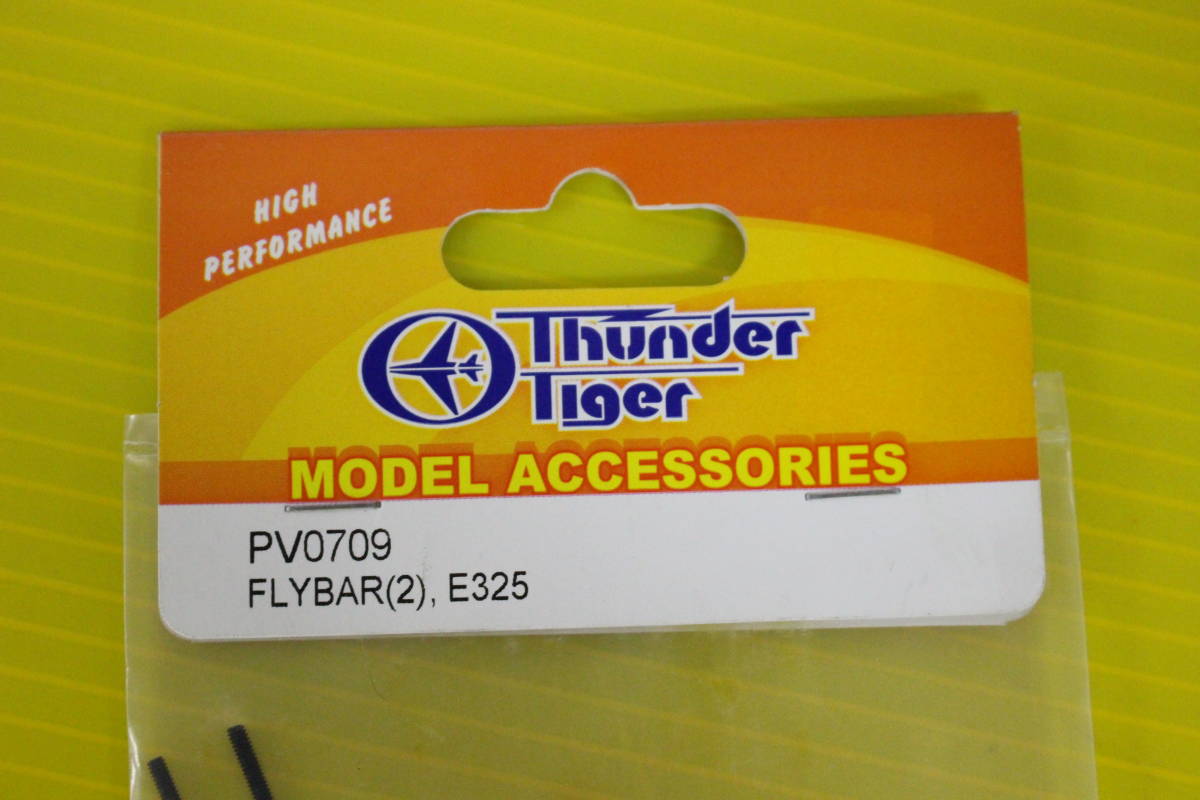 HIGH
PERFORMANCE
Thunder
Tiger
MODEL ACCESSORIES
PV0709
FLYBAR(2), E325